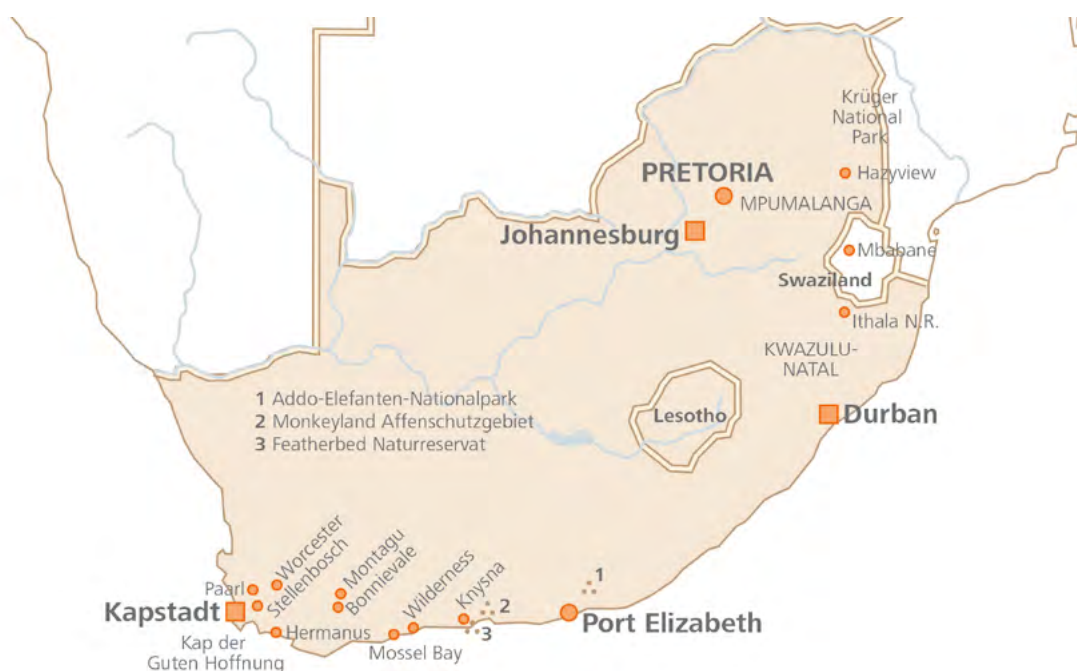 Krüger
National
Park
Hazyview
PRETORIA
MPUMALANGA
Johannesburg
Mbabane
Swaziland
Ithala N.R.
KWAZULU-
NATAL
1 Addo-Elefanten-Nationalpark
2 Monkeyland Affenschutzgebiet
3 Featherbed Naturreservat
Lesotho
Durban
Worcester
Stellenbosch
Paarl
Montagu
Bonnievale
Wilderness
Knysna
1
2
3
Kapstadt
Hermanus
Port Elizabeth
Mossel Bay
Kap der
Guten Hoffnung